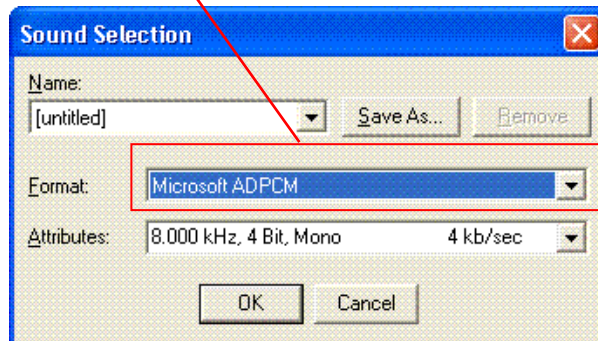 Sound Selection
Name:
[untitled] Save As... Remove
Format: Microsoft ADPCM
Attributes: 8.000 kHz, 4 Bit, Mono 4 kb/sec
OK Cancel